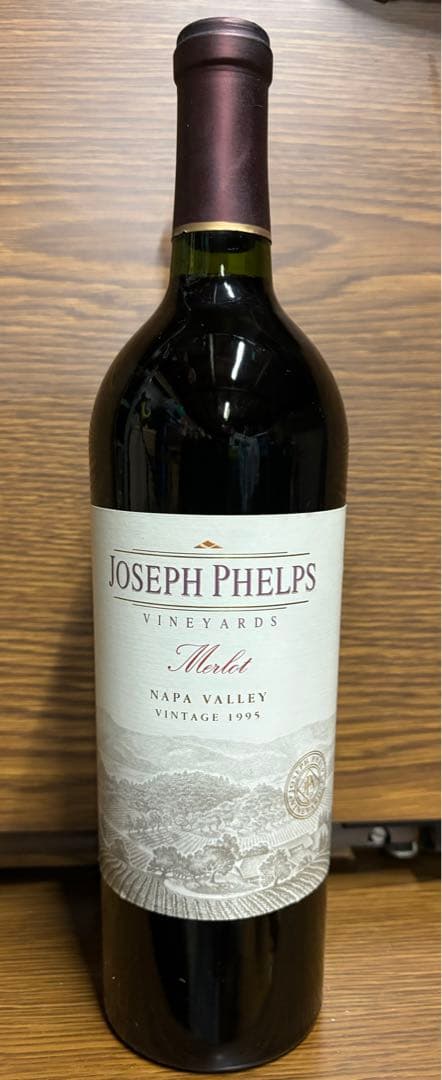 JOSEPH PHELPS
VINEYARDS
Merlot
NAPA VALLEY
VINTAGE 1995